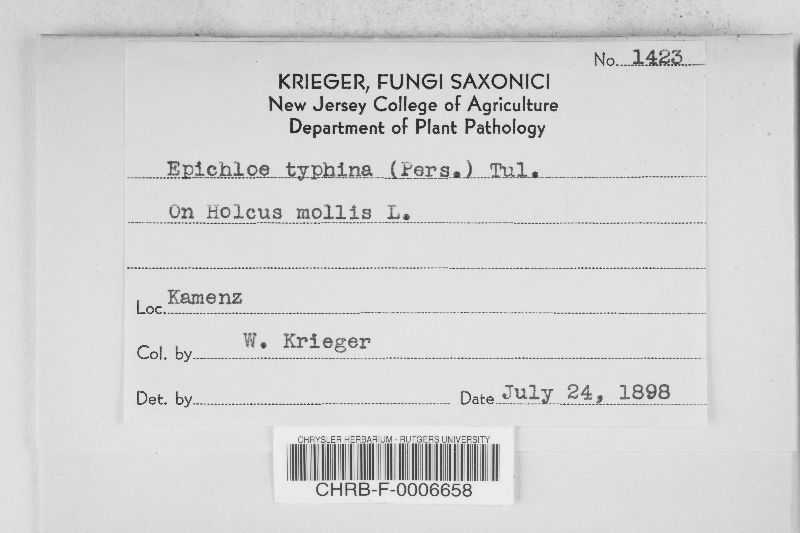 No. 1423
KRIEGER, FUNGI SAXONICI
New Jersey College of Agriculture
Department of Plant Pathology
Epichloe typhina (Pers.) Tul.
On Holcus mollis L.
Loc. Kamenz
Col. by W. Krieger
Det. by Date July 24, 1898
CHRYSLER HERBARIUM - RUTGERS UNIVERSITY
CHRB-F-0006658